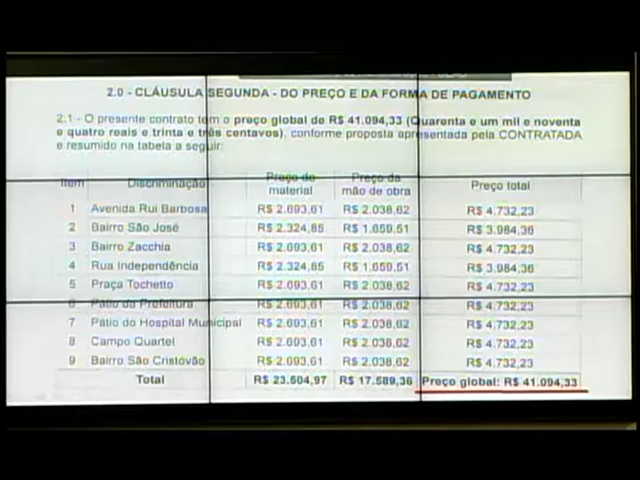 2.0 - CLÁUSULA SEGUNDA - DO PREÇO E DA FORMA DE PAGAMENTO
2.1 - O presente contrato tem o preço global de R$ 41.094,33 (Quarenta e um mil e noventa
e quatro reais e trinta e três centavos), conforme proposta apresentada pela CONTRATADA
e resumido na tabela a seguir:
Item Discriminação Preço do material Preço da mão de obra Preço total
1 Avenida Rui Barbosa R$ 2.693,61 R$ 2.038,62 R$ 4.732,23
2 Bairro São José R$ 2.324,85 R$ 1.659,51 R$ 3.984,36
3 Bairro Zacchia R$ 2.693,61 R$ 2.038,62 R$ 4.732,23
4 Rua Independência R$ 2.324,85 R$ 1.659,51 R$ 3.984,36
5 Praça Tochetto R$ 2.693,61 R$ 2.038,62 R$ 4.732,23
6 Pátio da Prefeitura R$ 2.693,61 R$ 2.038,62 R$ 4.732,23
7 Pátio do Hospital Municipal R$ 2.693,61 R$ 2.038,62 R$ 4.732,23
8 Campo Quartel R$ 2.693,61 R$ 2.038,62 R$ 4.732,23
9 Bairro São Cristóvão R$ 2.693,61 R$ 2.038,62 R$ 4.732,23
Total R$ 23.504,97 R$ 17.589,36 Preço global: R$ 41.094,33